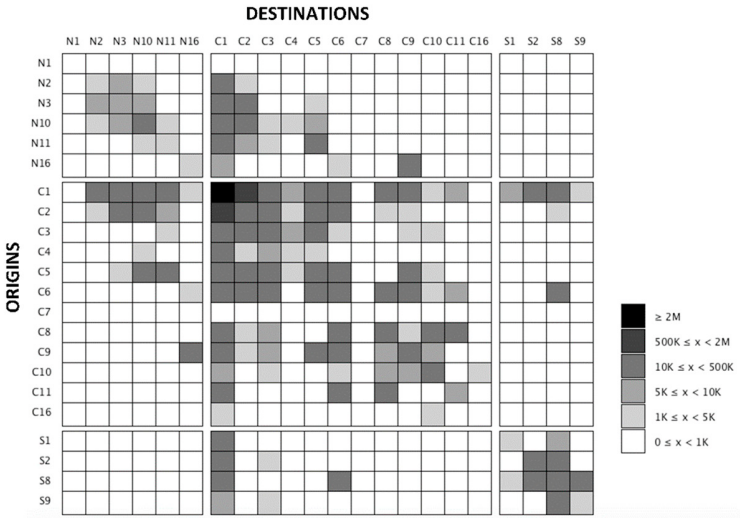 DESTINATIONS
N1 N2 N3 N10 N11 N16 C1 C2 C3 C4 C5 C6 C7 C8 C9 C10 C11 C16 S1 S2 S8 S9
ORIGINS
N1
N2
N3
N10
N11
N16
C1
C2
C3
C4
C5
C6
C7
C8
C9
C10
C11
C16
S1
S2
S8
S9
≥ 2M
500K ≤ x < 2M
10K ≤ x < 500K
5K ≤ x < 10K
1K ≤ x < 5K
0 ≤ x < 1K